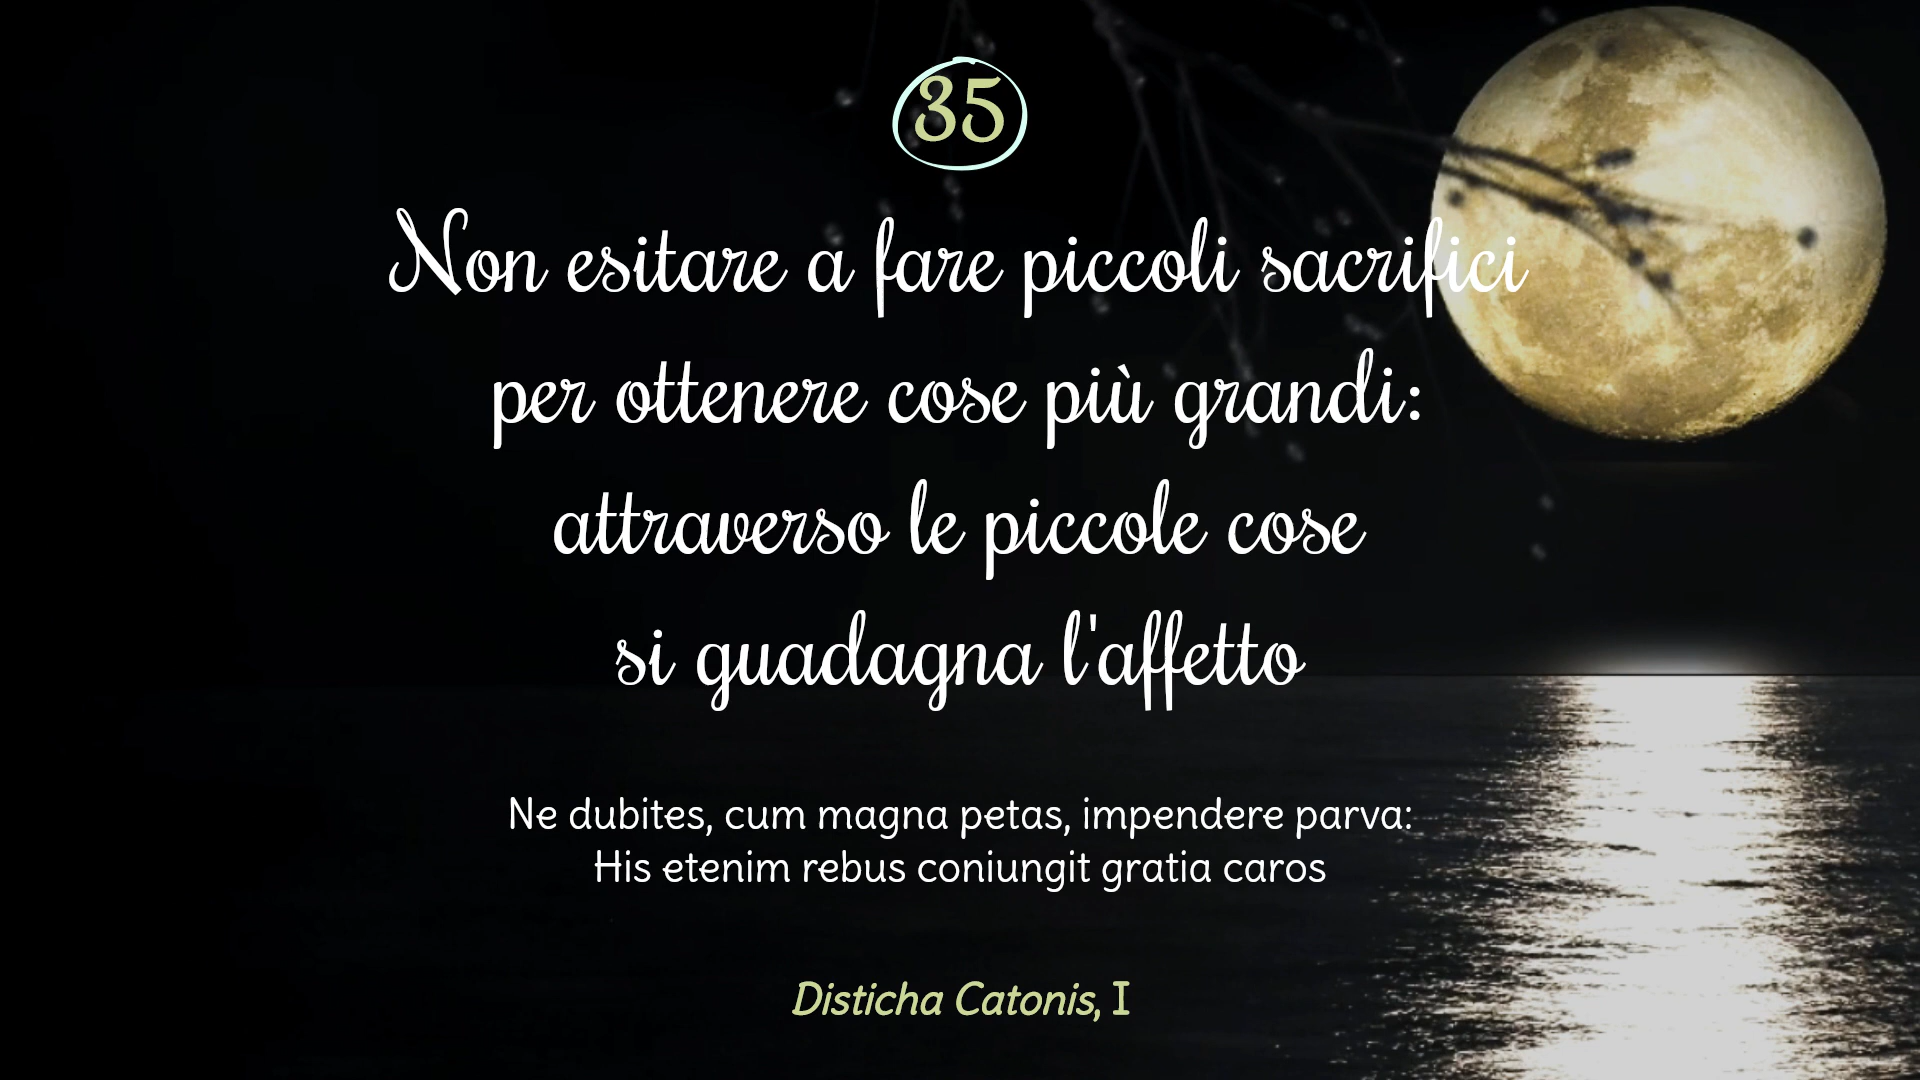 35
Non esitare a fare piccoli sacrifici
per ottenere cose più grandi:
attraverso le piccole cose
si guadagna l'affetto
Ne dubites, cum magna petas, impendere parva:
His etenim rebus coniungit gratia caros
Disticha Catonis, I